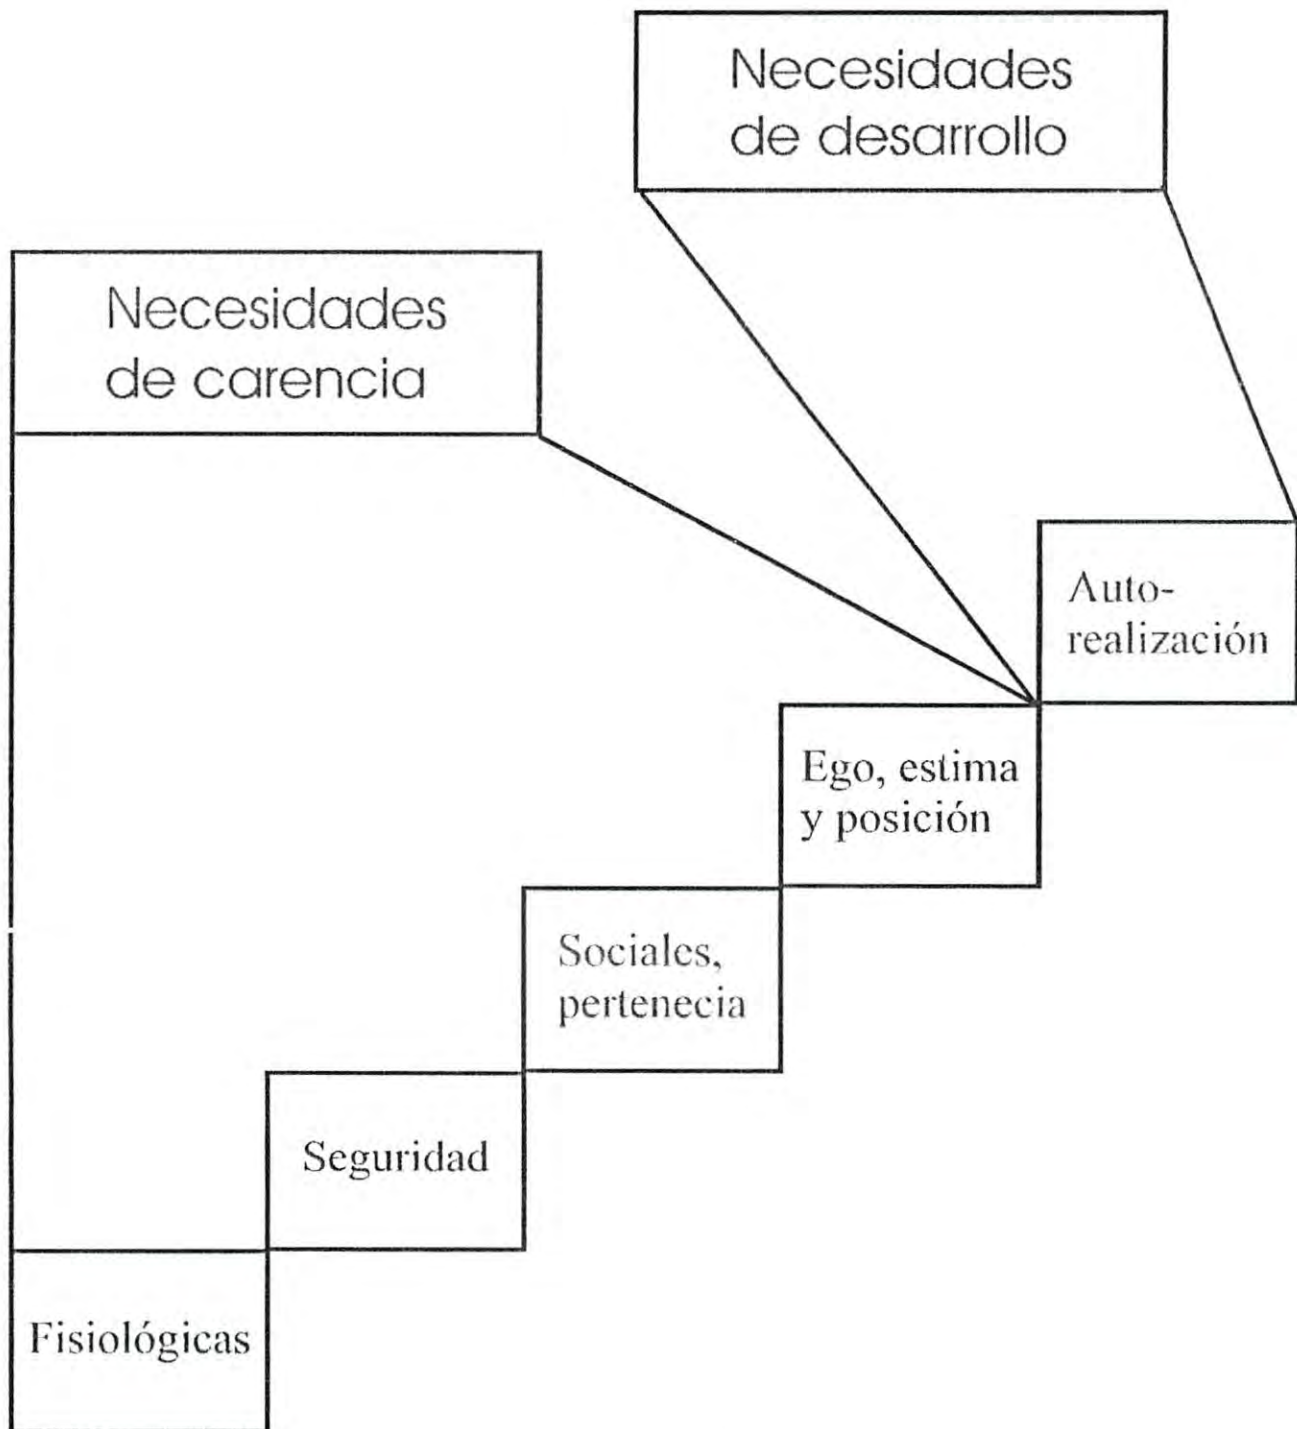 Necesidades
de desarrollo
Necesidades
de carencia
Auto-
realización
Ego, estima
y posición
Sociales,
pertenecia
Seguridad
Fisiológicas